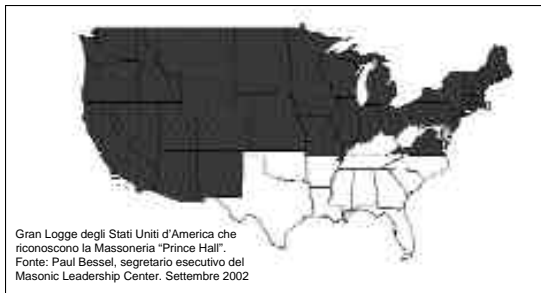 Gran Logge degli Stati Uniti d'America che
riconoscono la Massoneria “Prince Hall”.
Fonte: Paul Bessel, segretario esecutivo del
Masonic Leadership Center. Settembre 2002